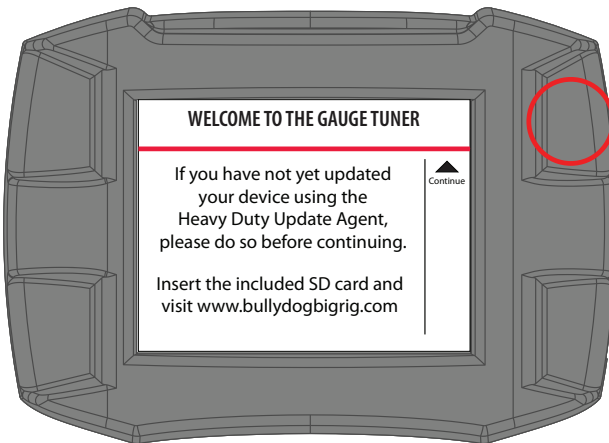 WELCOME TO THE GAUGE TUNER
If you have not yet updated
your device using the
Heavy Duty Update Agent,
please do so before continuing.
Continue
Insert the included SD card and
visit www.bullydogbigrig.com